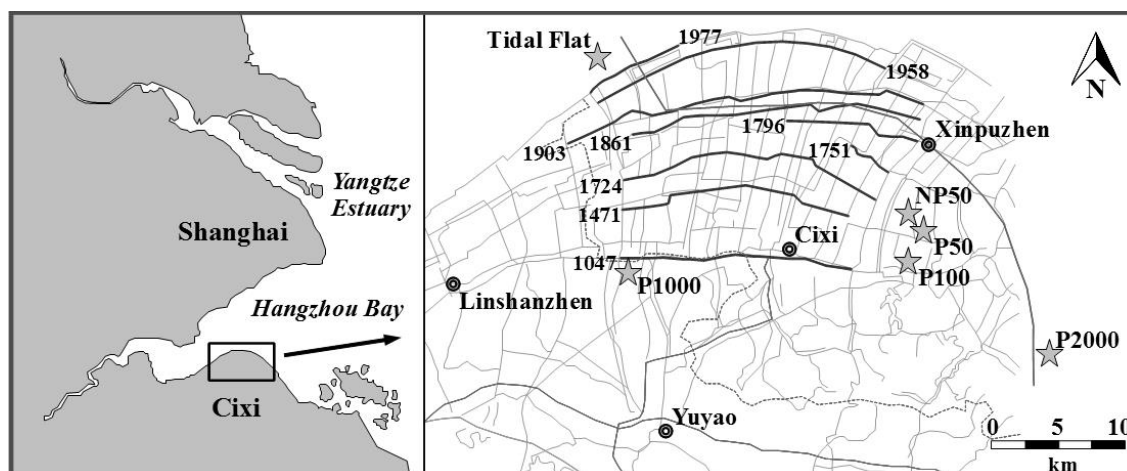 Yangtze
Estuary
Shanghai
Hangzhou Bay
Cixi
Tidal Flat
1977
1958
N
Xinpuzhen
1796
1861
1903
1751
1724
1471
NP50
P50
Cixi
P100
1047
P1000
Linshanzhen
P2000
Yuyao
0 5 10
km